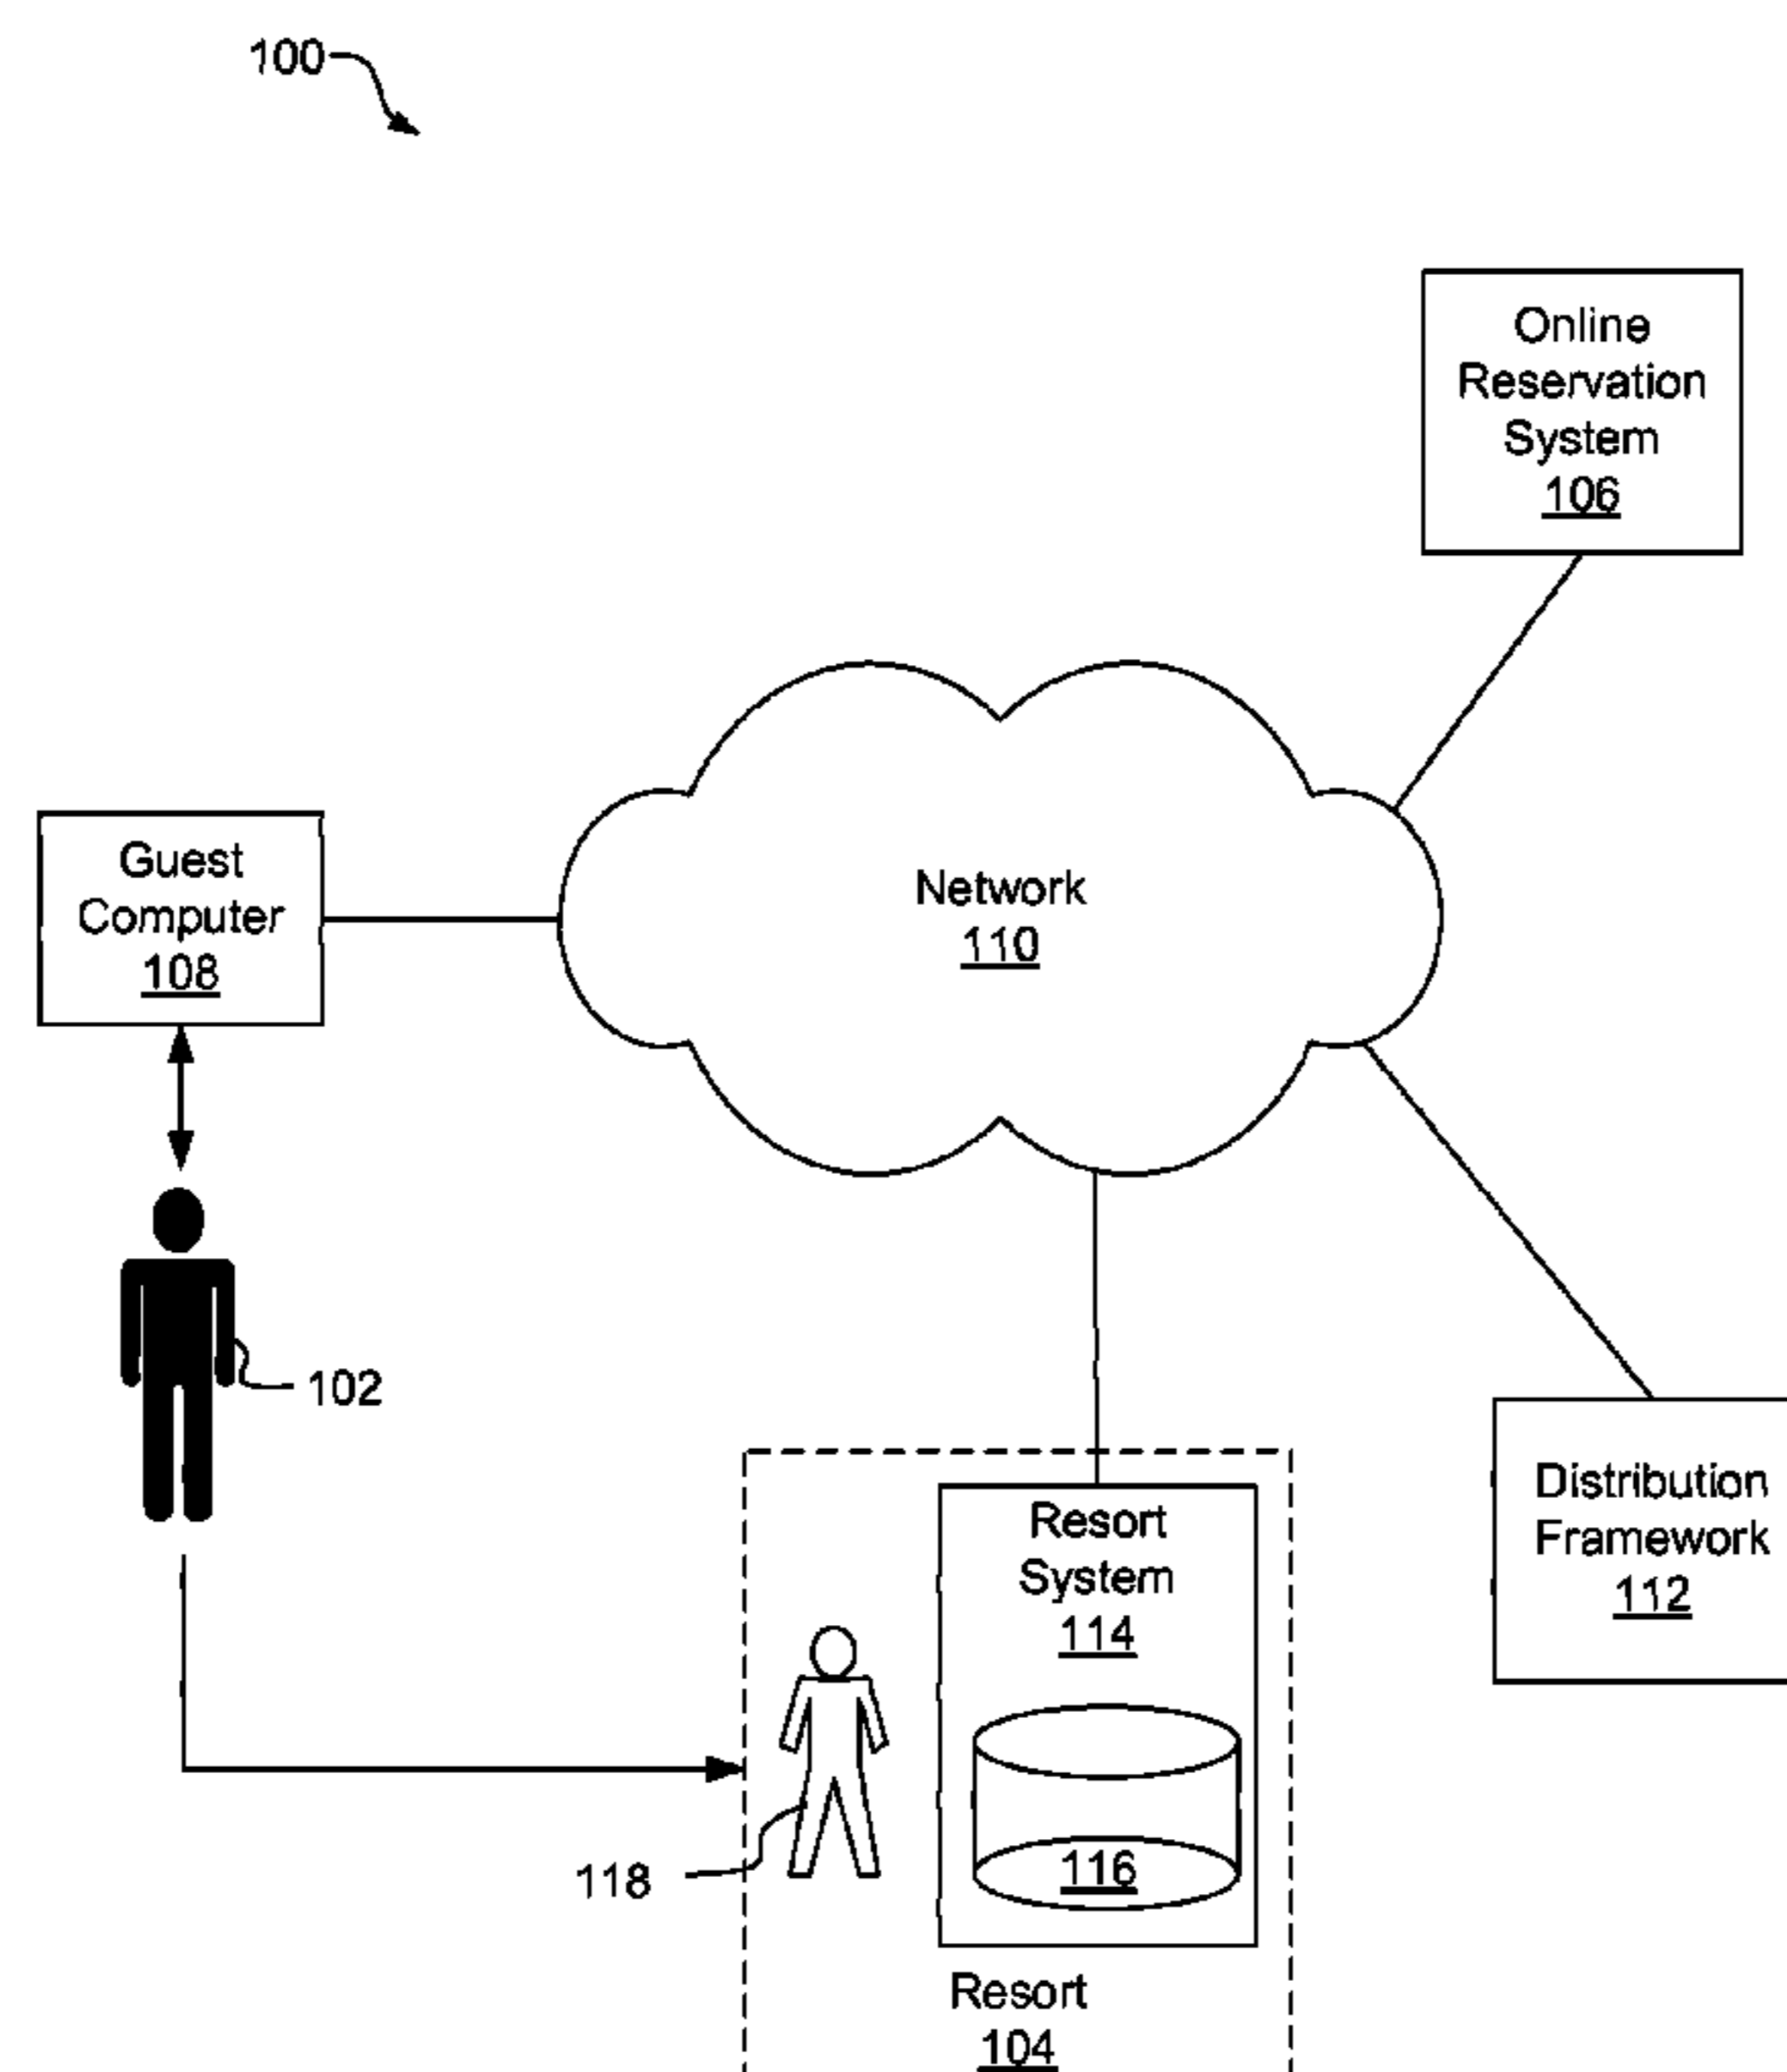 100
Online
Reservation
System
106
Guest
Computer
108
Network
110
102
Distribution
Framework
112
Resort
System
114
116
118
Resort
104